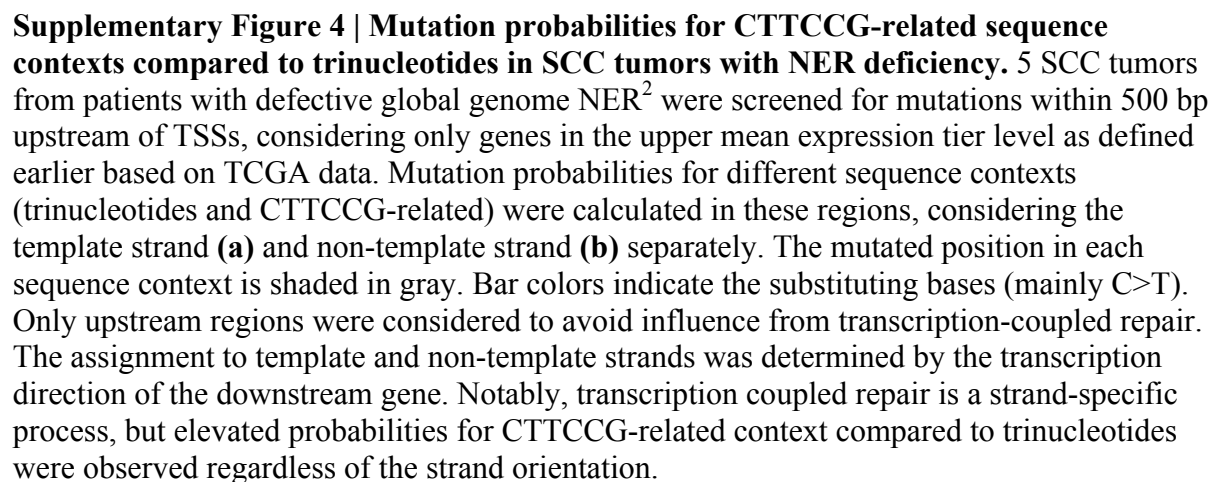 Supplementary Figure 4 | Mutation probabilities for CTTCCG-related sequence
contexts compared to trinucleotides in SCC tumors with NER deficiency. 5 SCC tumors
from patients with defective global genome NER2 were screened for mutations within 500 bp
upstream of TSSs, considering only genes in the upper mean expression tier level as defined
earlier based on TCGA data. Mutation probabilities for different sequence contexts
(trinucleotides and CTTCCG-related) were calculated in these regions, considering the
template strand (a) and non-template strand (b) separately. The mutated position in each
sequence context is shaded in gray. Bar colors indicate the substituting bases (mainly C>T).
Only upstream regions were considered to avoid influence from transcription-coupled repair.
The assignment to template and non-template strands was determined by the transcription
direction of the downstream gene. Notably, transcription coupled repair is a strand-specific
process, but elevated probabilities for CTTCCG-related context compared to trinucleotides
were observed regardless of the strand orientation.